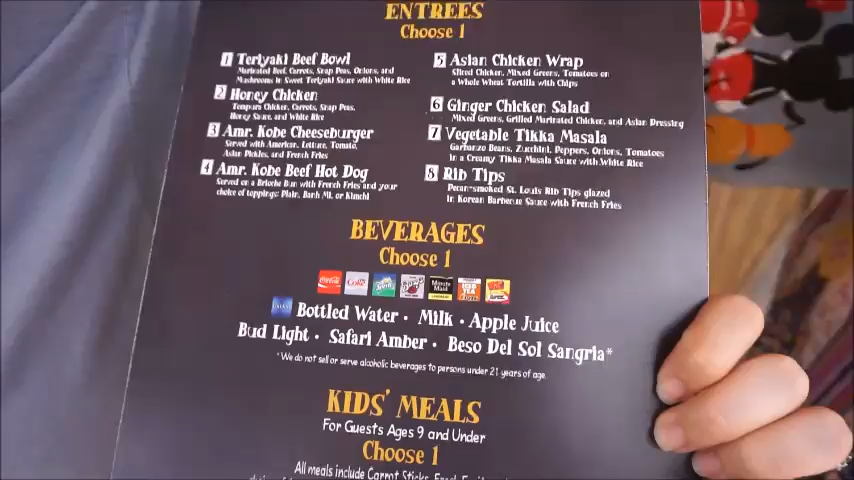 ENTREES
Choose 1
1 Teriyaki Beef Bowl
Marinated Beef, Carrots, Snap Peas, Onions, and
Mushrooms in Sweet Teriyaki Sauce with White Rice
2 Honey Chicken
Tempura Chicken, Carrots, Snap Peas,
Honey Sauce, and White Rice
3 Amr. Kobe Cheeseburger
Served with American, Lettuce, Tomato,
Asian Pickles, and French Fries
4 Amr. Kobe Beef Hot Dog
Served on a Brioche Bun with French Fries and your
choice of toppings: Plain, Banh Mi, or Kimchi
5 Asian Chicken Wrap
Sliced Chicken, Mixed Greens, Tomatoes on
a Whole Wheat Tortilla with Chips
6 Ginger Chicken Salad
Mixed Greens, Grilled Marinated Chicken, and Asian Dressing
7 Vegetable Tikka Masala
Garbanzo Beans, Zucchini, Peppers, Onions, Tomatoes
in a Creamy Tikka Masala Sauce with White Rice
8 Rib Tips
Pecan-smoked St. Louis Rib Tips glazed
in Korean Barbecue Sauce with French Fries
BEVERAGES
Choose 1
Coca-Cola Coke Sprite Minute Maid ICED TEA
Bottled Water • Milk • Apple Juice
Bud Light • Safari Amber • Beso Del Sol Sangria*
*We do not sell or serve alcoholic beverages to persons under 21 years of age.
KIDS' MEALS
For Guests Ages 9 and Under
Choose 1
All meals include Carrot Sticks,